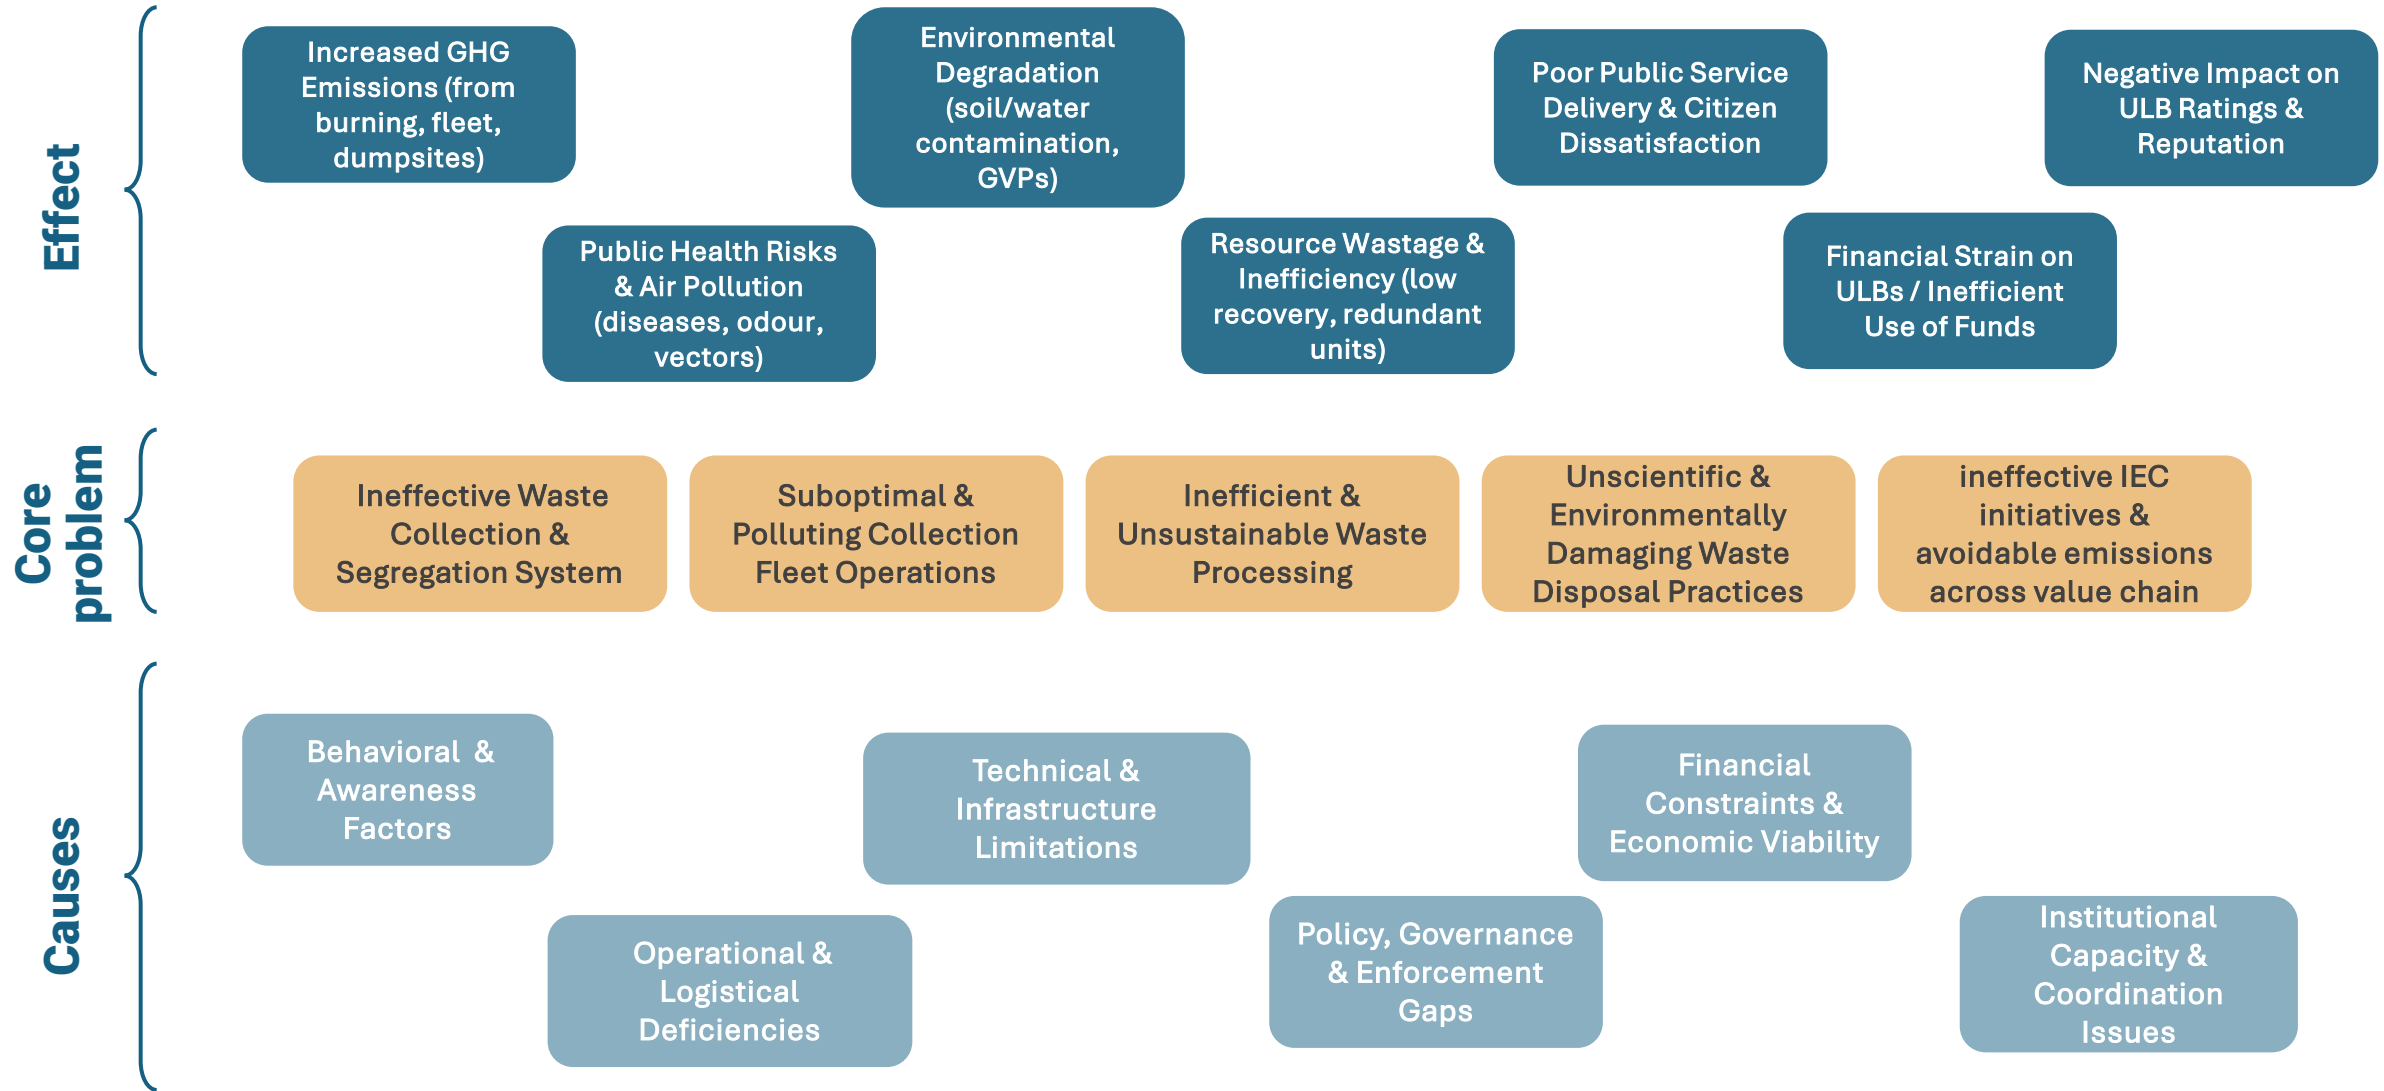 Effect
Increased GHG
Emissions (from
burning, fleet,
dumpsites)
Public Health Risks
& Air Pollution
(diseases, odour,
vectors)
Environmental
Degradation
(soil/water
contamination,
GVPs)
Resource Wastage &
Inefficiency (low
recovery, redundant
units)
Poor Public Service
Delivery & Citizen
Dissatisfaction
Financial Strain on
ULBs / Inefficient
Use of Funds
Negative Impact on
ULB Ratings &
Reputation
Core
problem
Ineffective Waste
Collection &
Segregation System
Suboptimal &
Polluting Collection
Fleet Operations
Inefficient &
Unsustainable Waste
Processing
Unscientific &
Environmentally
Damaging Waste
Disposal Practices
ineffective IEC
initiatives &
avoidable emissions
across value chain
Causes
Behavioral &
Awareness
Factors
Operational &
Logistical
Deficiencies
Technical &
Infrastructure
Limitations
Policy, Governance
& Enforcement
Gaps
Financial
Constraints &
Economic Viability
Institutional
Capacity &
Coordination
Issues